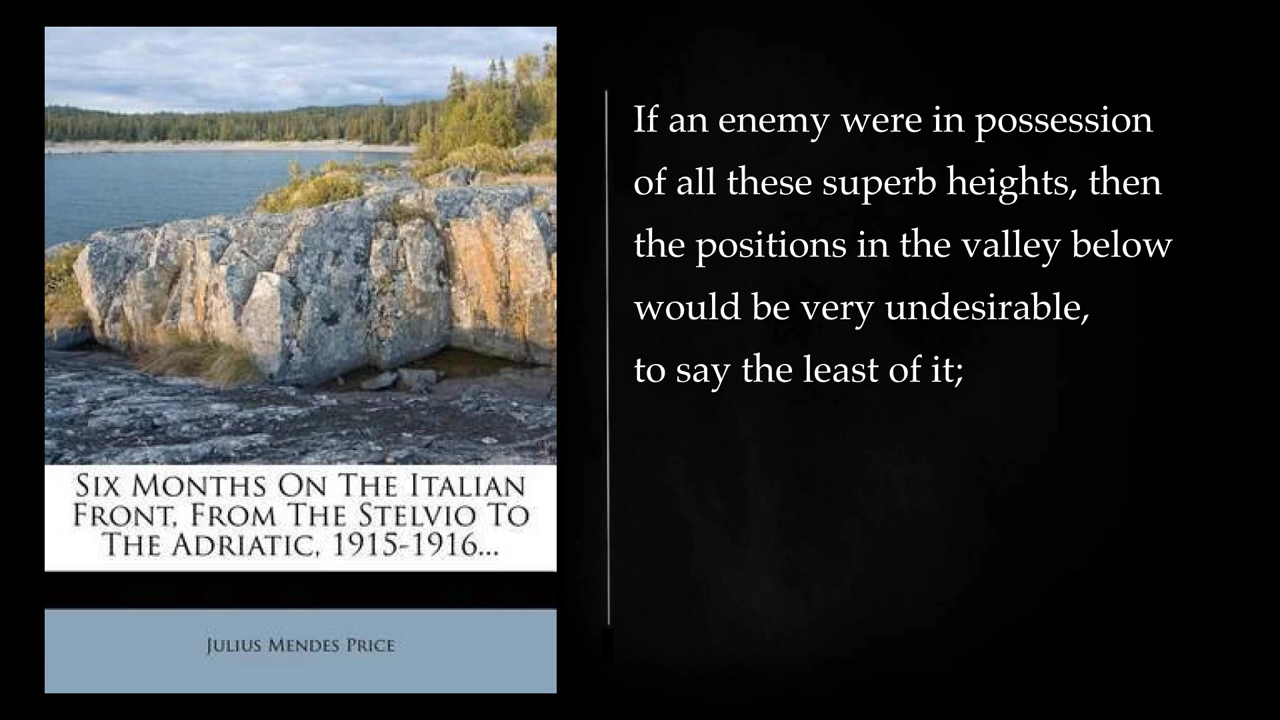 Six Months On The Italian
Front, From The Stelvio To
The Adriatic, 1915-1916...
Julius Mendes Price
If an enemy were in possession
of all these superb heights, then
the positions in the valley below
would be very undesirable,
to say the least of it;